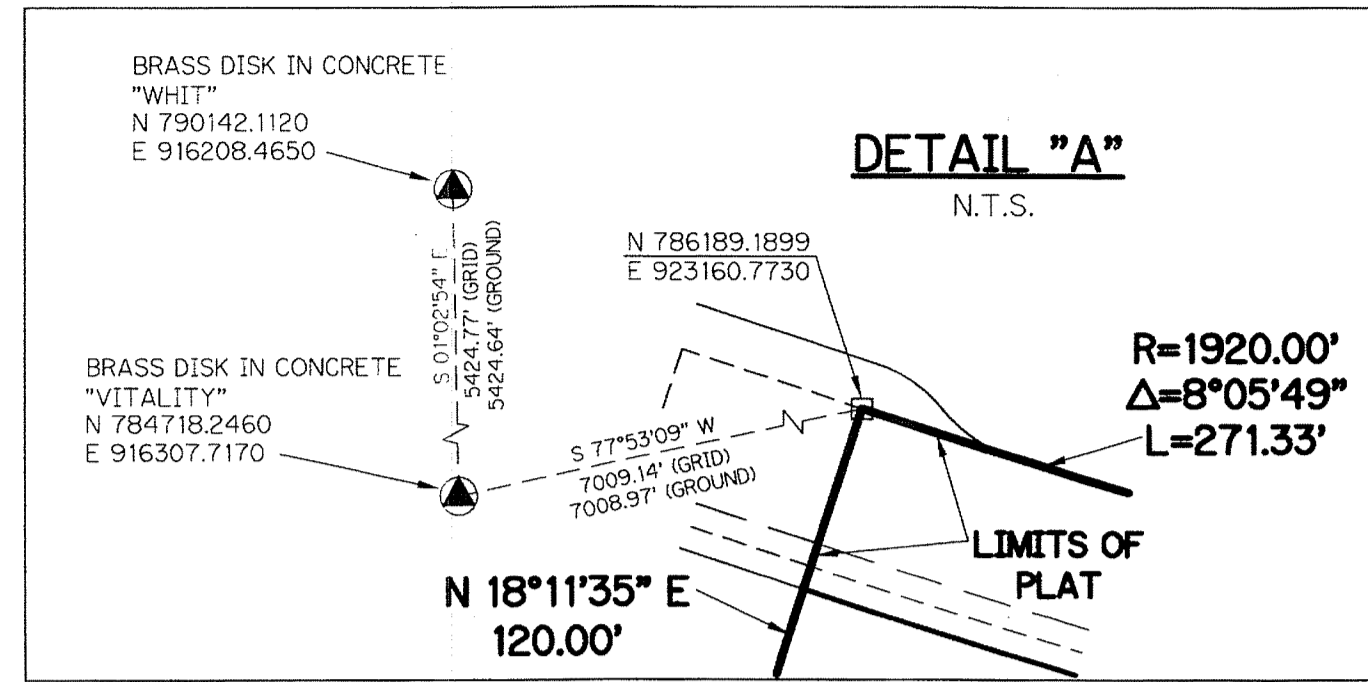 BRASS DISK IN CONCRETE
"WHIT"
N 790142.1120
E 916208.4650
DETAIL "A"
N.T.S.
N 786189.1899
E 923160.7730
S 01°02'54" E
5424.77' (GRID)
5424.64' (GROUND)
R=1920.00'
Δ=8°05'49"
L=271.33'
BRASS DISK IN CONCRETE
"VITALITY"
N 784718.2460
E 916307.7170
S 77°53'09" W
7009.14' (GRID)
7008.97' (GROUND)
LIMITS OF
PLAT
N 18°11'35" E
120.00'